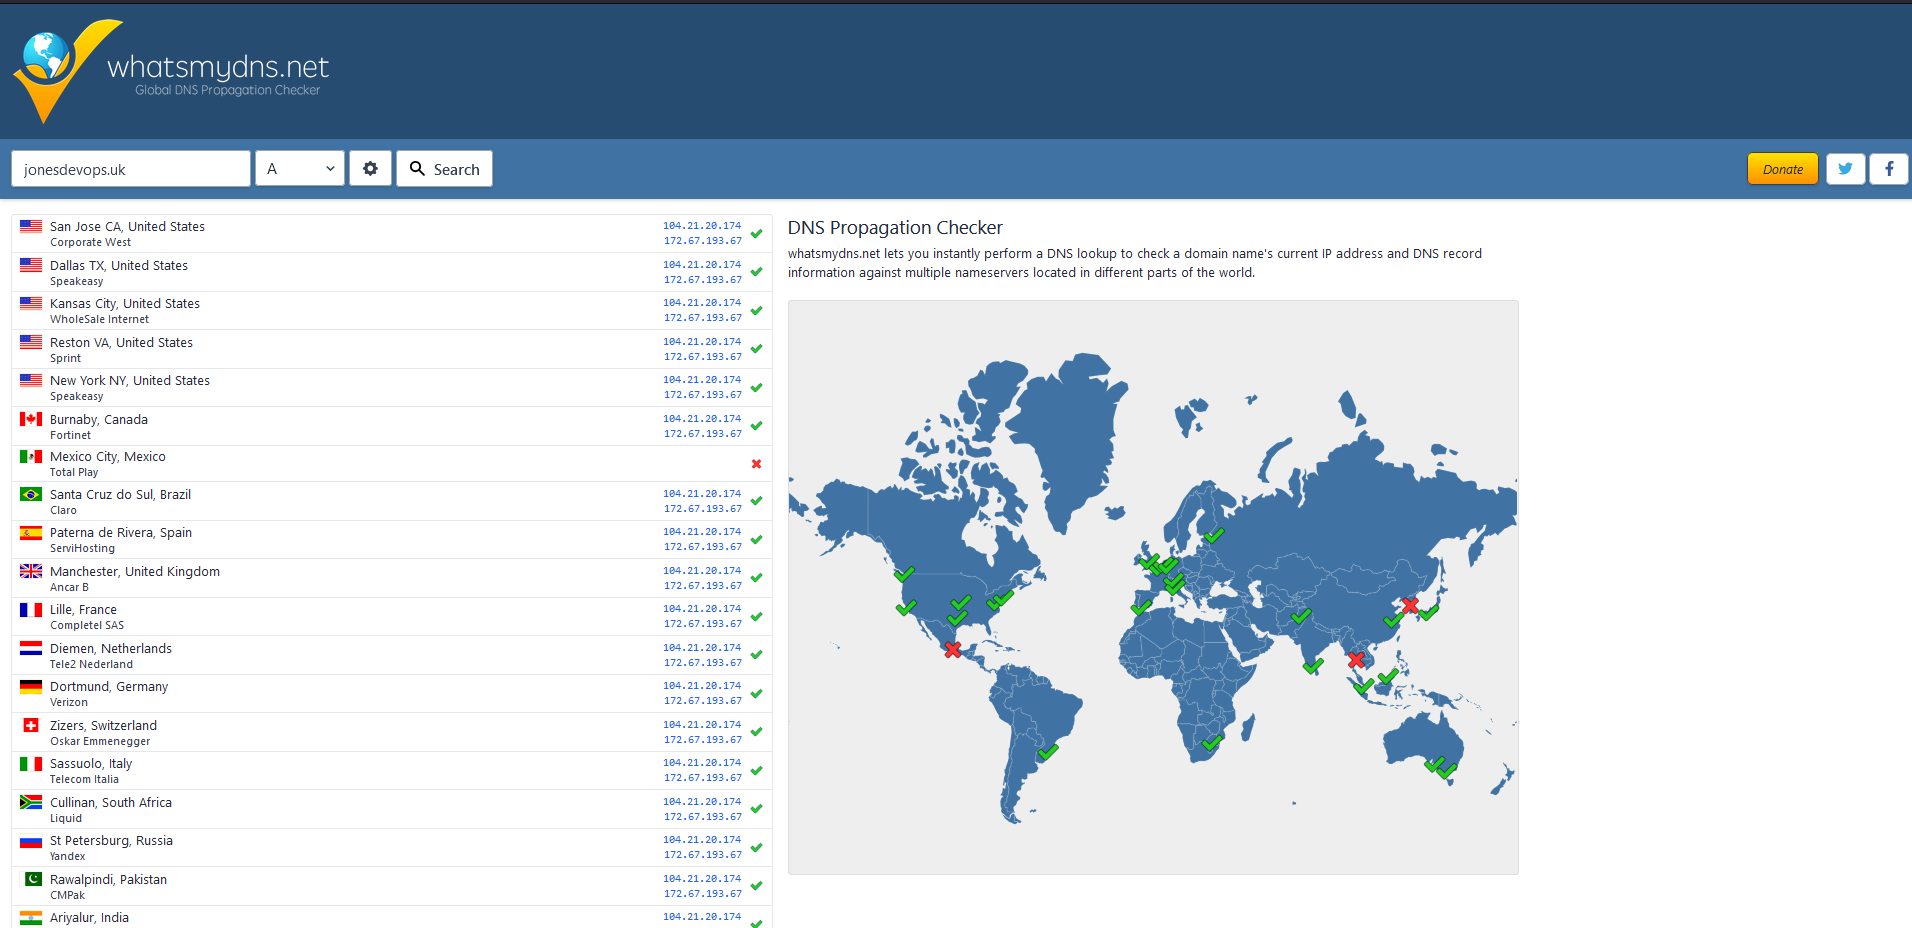 whatsmydns.net
Global DNS Propagation Checker
jonesdevops.uk
A
Search
Donate
San Jose CA, United States
Corporate West
104.21.20.174
172.67.193.67
Dallas TX, United States
Speakeasy
104.21.20.174
172.67.193.67
Kansas City, United States
WholeSale Internet
104.21.20.174
172.67.193.67
Reston VA, United States
Sprint
104.21.20.174
172.67.193.67
New York NY, United States
Speakeasy
104.21.20.174
172.67.193.67
Burnaby, Canada
Fortinet
104.21.20.174
172.67.193.67
Mexico City, Mexico
Total Play
Santa Cruz do Sul, Brazil
Claro
104.21.20.174
172.67.193.67
Paterna de Rivera, Spain
ServiHosting
104.21.20.174
172.67.193.67
Manchester, United Kingdom
Ancar B
104.21.20.174
172.67.193.67
Lille, France
Completel SAS
104.21.20.174
172.67.193.67
Diemen, Netherlands
Tele2 Nederland
104.21.20.174
172.67.193.67
Dortmund, Germany
Verizon
104.21.20.174
172.67.193.67
Zizers, Switzerland
Oskar Emmenegger
104.21.20.174
172.67.193.67
Sassuolo, Italy
Telecom Italia
104.21.20.174
172.67.193.67
Cullinan, South Africa
Liquid
104.21.20.174
172.67.193.67
St Petersburg, Russia
Yandex
104.21.20.174
172.67.193.67
Rawalpindi, Pakistan
CMPak
104.21.20.174
172.67.193.67
Ariyalur, India
104.21.20.174
DNS Propagation Checker
whatsmydns.net lets you instantly perform a DNS lookup to check a domain name's current IP address and DNS record
information against multiple nameservers located in different parts of the world.